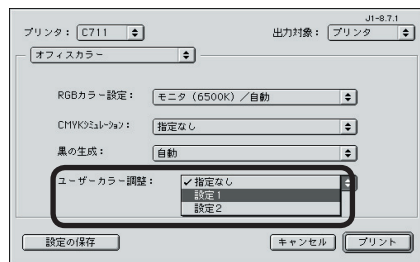 J1-8.7.1
プリンタ： C711 出力対象： プリンタ
オフィスカラー
RGBカラー設定： モニタ（6500K）／自動
CMYKシミュレーション： 指定なし
黒の生成： 自動
ユーザーカラー調整： ✓指定なし
設定1
設定2
設定の保存 キャンセル プリント